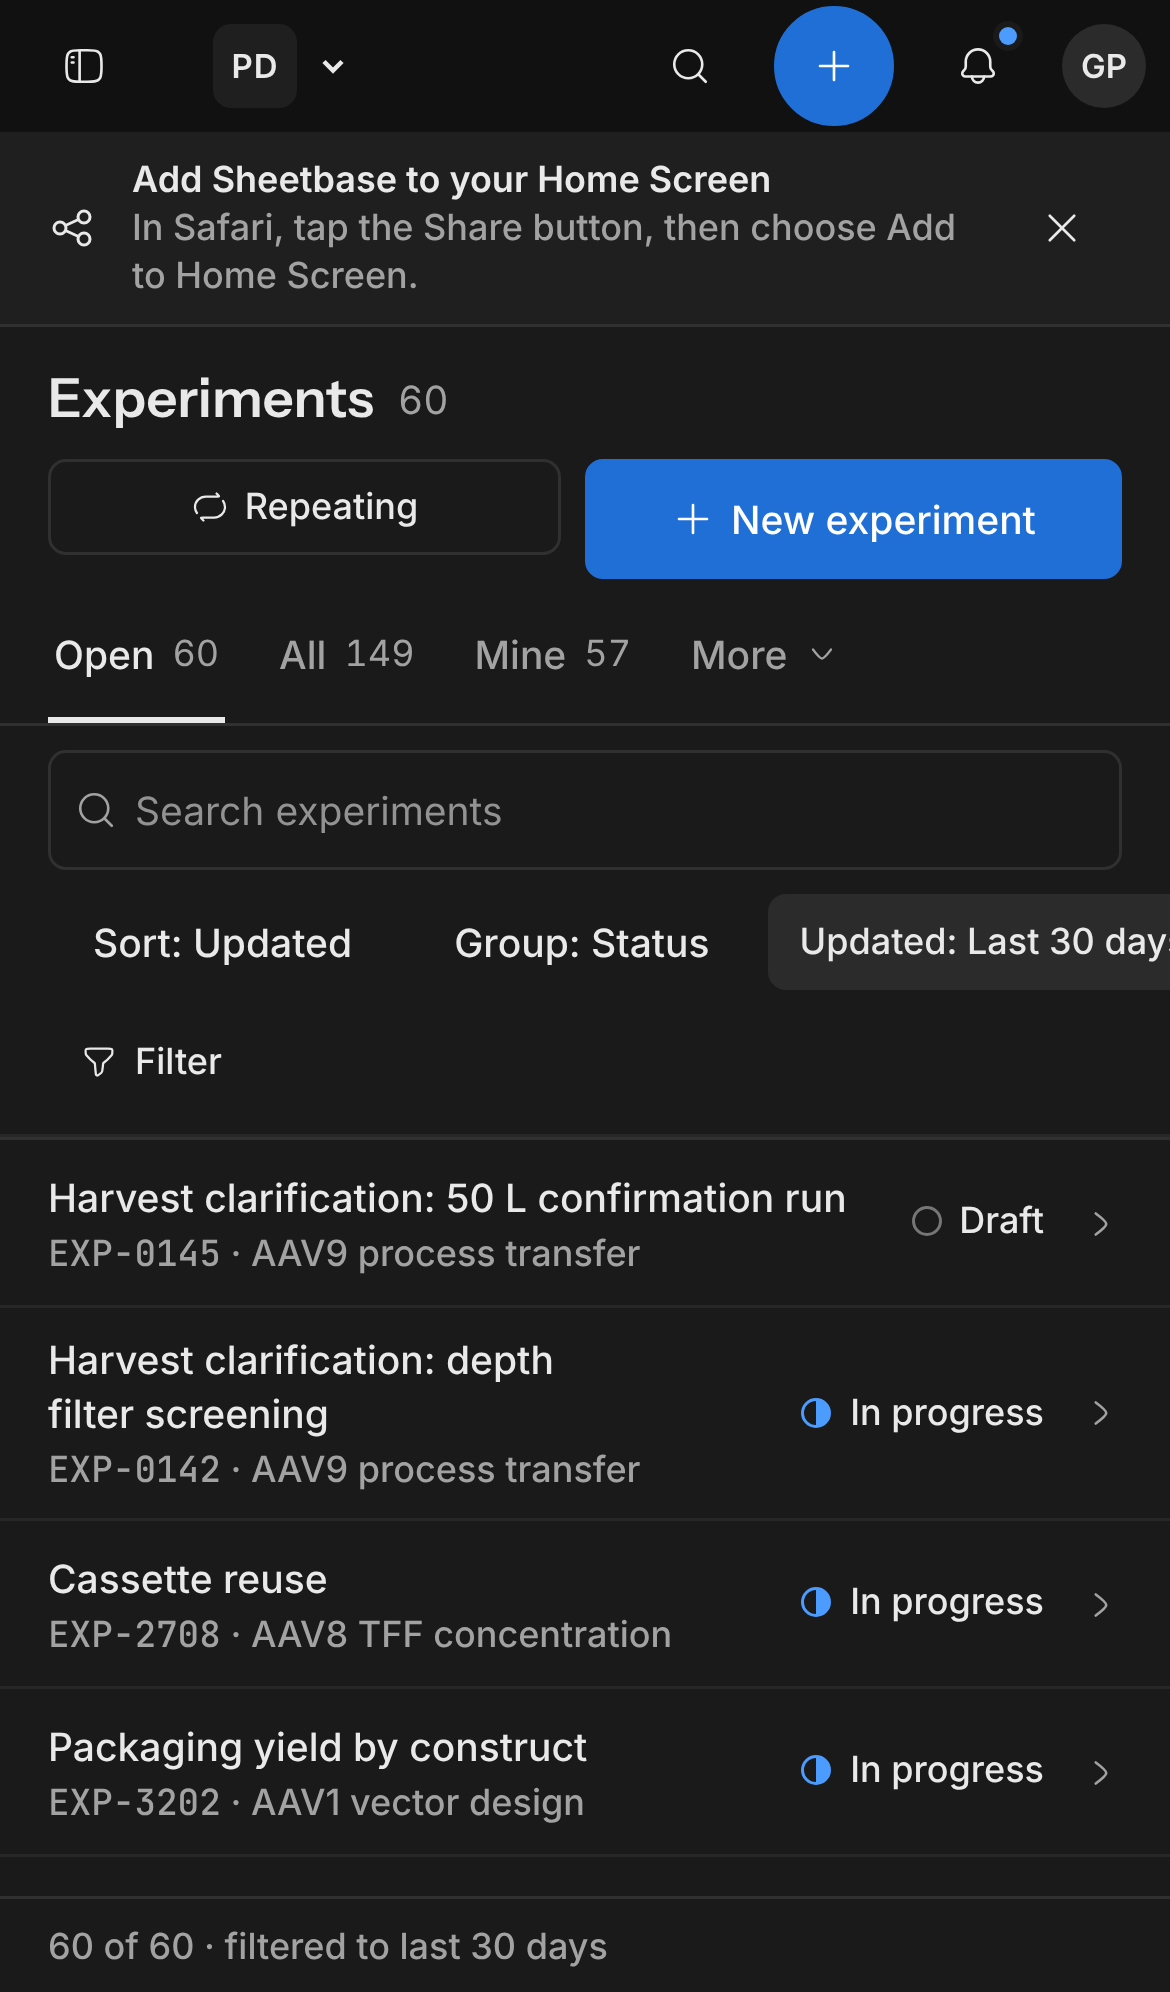 PD
GP
Add Sheetbase to your Home Screen
In Safari, tap the Share button, then choose Add
to Home Screen.
Experiments 60
Repeating
New experiment
Open 60 All 149 Mine 57 More
Search experiments
Sort: Updated Group: Status Updated: Last 30 days
Filter
Harvest clarification: 50 L confirmation run
EXP-0145 · AAV9 process transfer
Draft
Harvest clarification: depth
filter screening
EXP-0142 · AAV9 process transfer
In progress
Cassette reuse
EXP-2708 · AAV8 TFF concentration
In progress
Packaging yield by construct
EXP-3202 · AAV1 vector design
In progress
60 of 60 · filtered to last 30 days